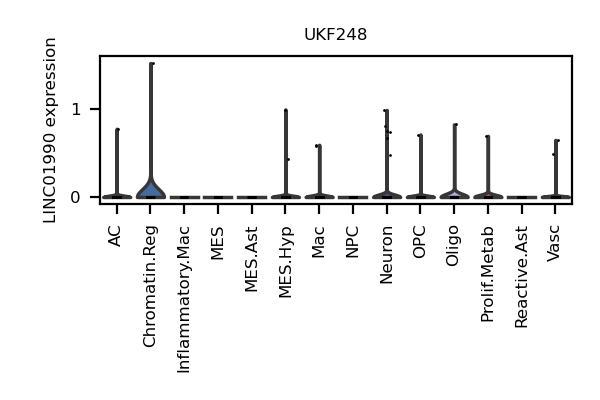 UKF248
LINC01990 expression
1
0
AC
Chromatin.Reg
Inflammatory.Mac
MES
MES.Ast
MES.Hyp
Mac
NPC
Neuron
OPC
Oligo
Prolif.Metab
Reactive.Ast
Vasc